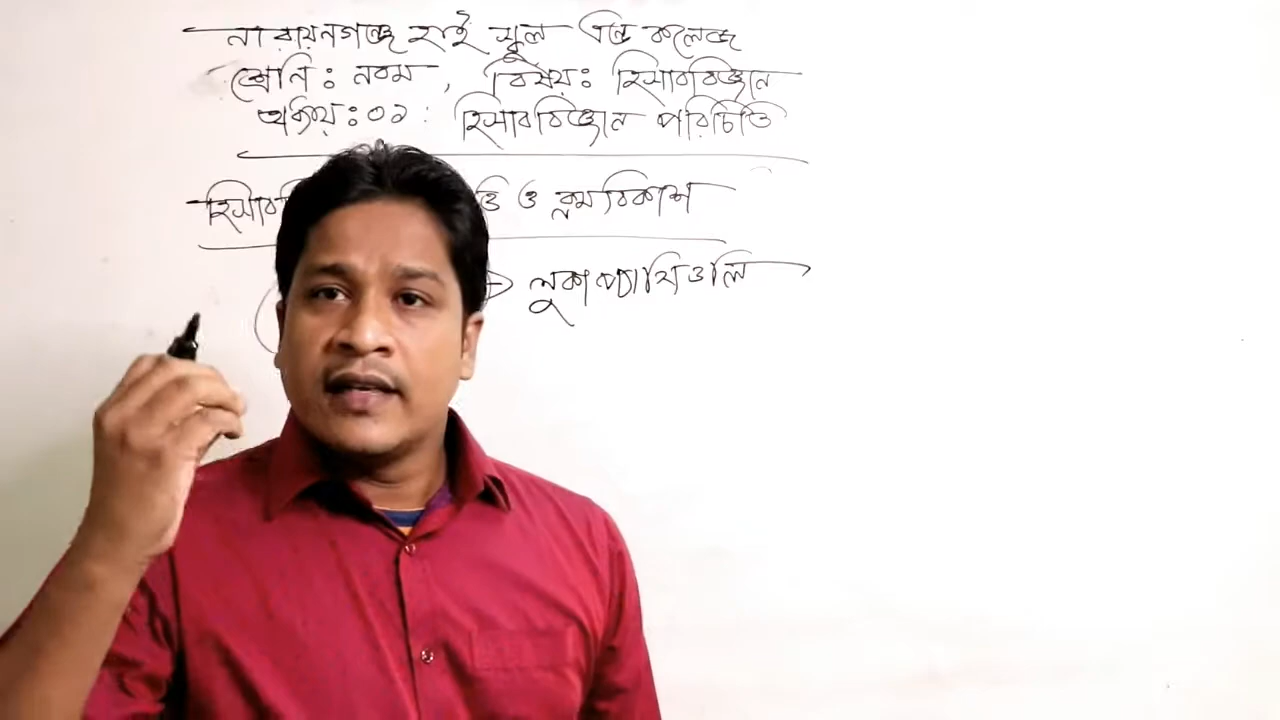 নারায়নগঞ্জ হাই স্কুল এন্ড কলেজ
শ্রেনি : নবম , বিষয় : হিসাববিজ্ঞান
অধ্যায় : ০১ : হিসাববিজ্ঞান পরিচিতি
ও ক্রমবিকাশ
লুকা প্যাসিওলি